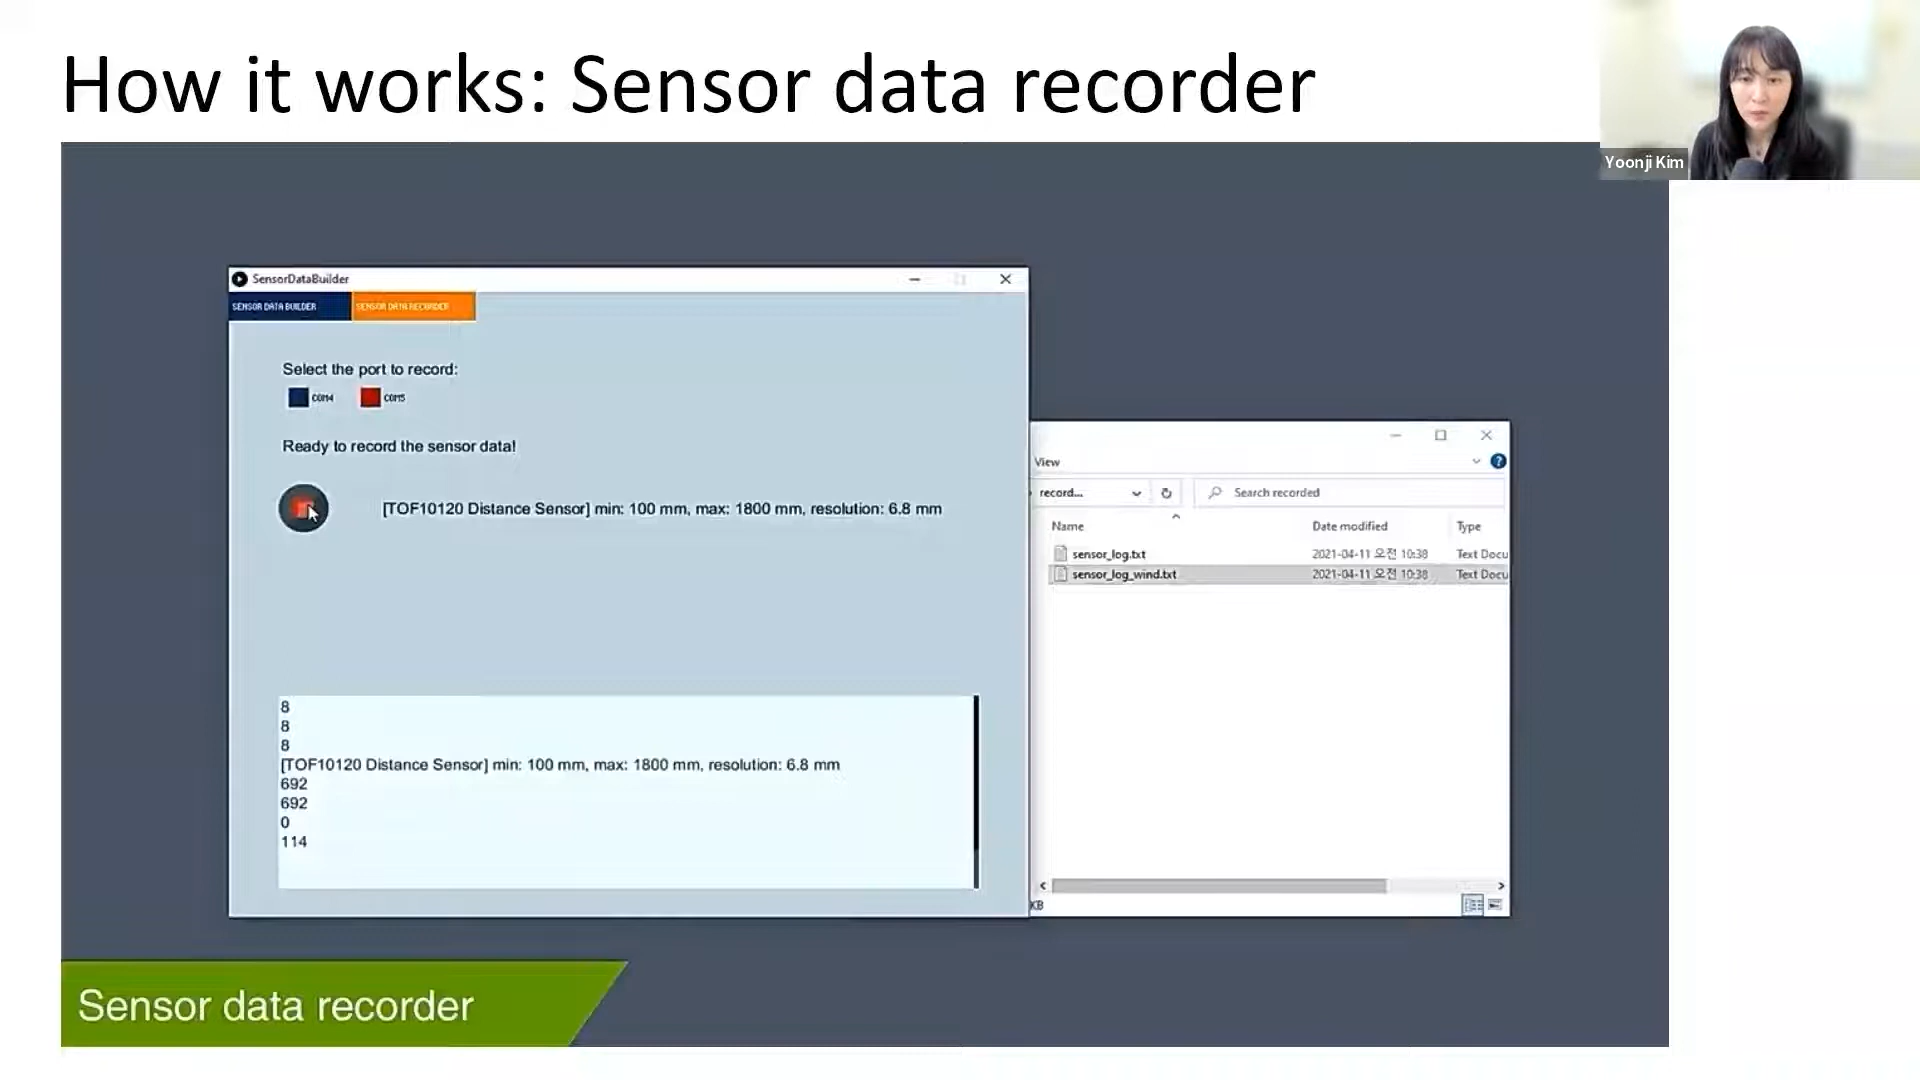 How it works: Sensor data recorder
Yoonji Kim
SensorDataBuilder
SENSOR DATA BUILDER
SENSOR DATA RECORDER
Select the port to record:
COM4
COM5
Ready to record the sensor data!
[TOF10120 Distance Sensor] min: 100 mm, max: 1800 mm, resolution: 6.8 mm
8
8
8
[TOF10120 Distance Sensor] min: 100 mm, max: 1800 mm, resolution: 6.8 mm
692
692
0
114
View
?
record...
Search recorded
Name
Date modified
Type
sensor_log.txt
2021-04-11 오전 10:38
Text Docu
sensor_log_wind.txt
2021-04-11 오전 10:38
Text Docu
KB
Sensor data recorder